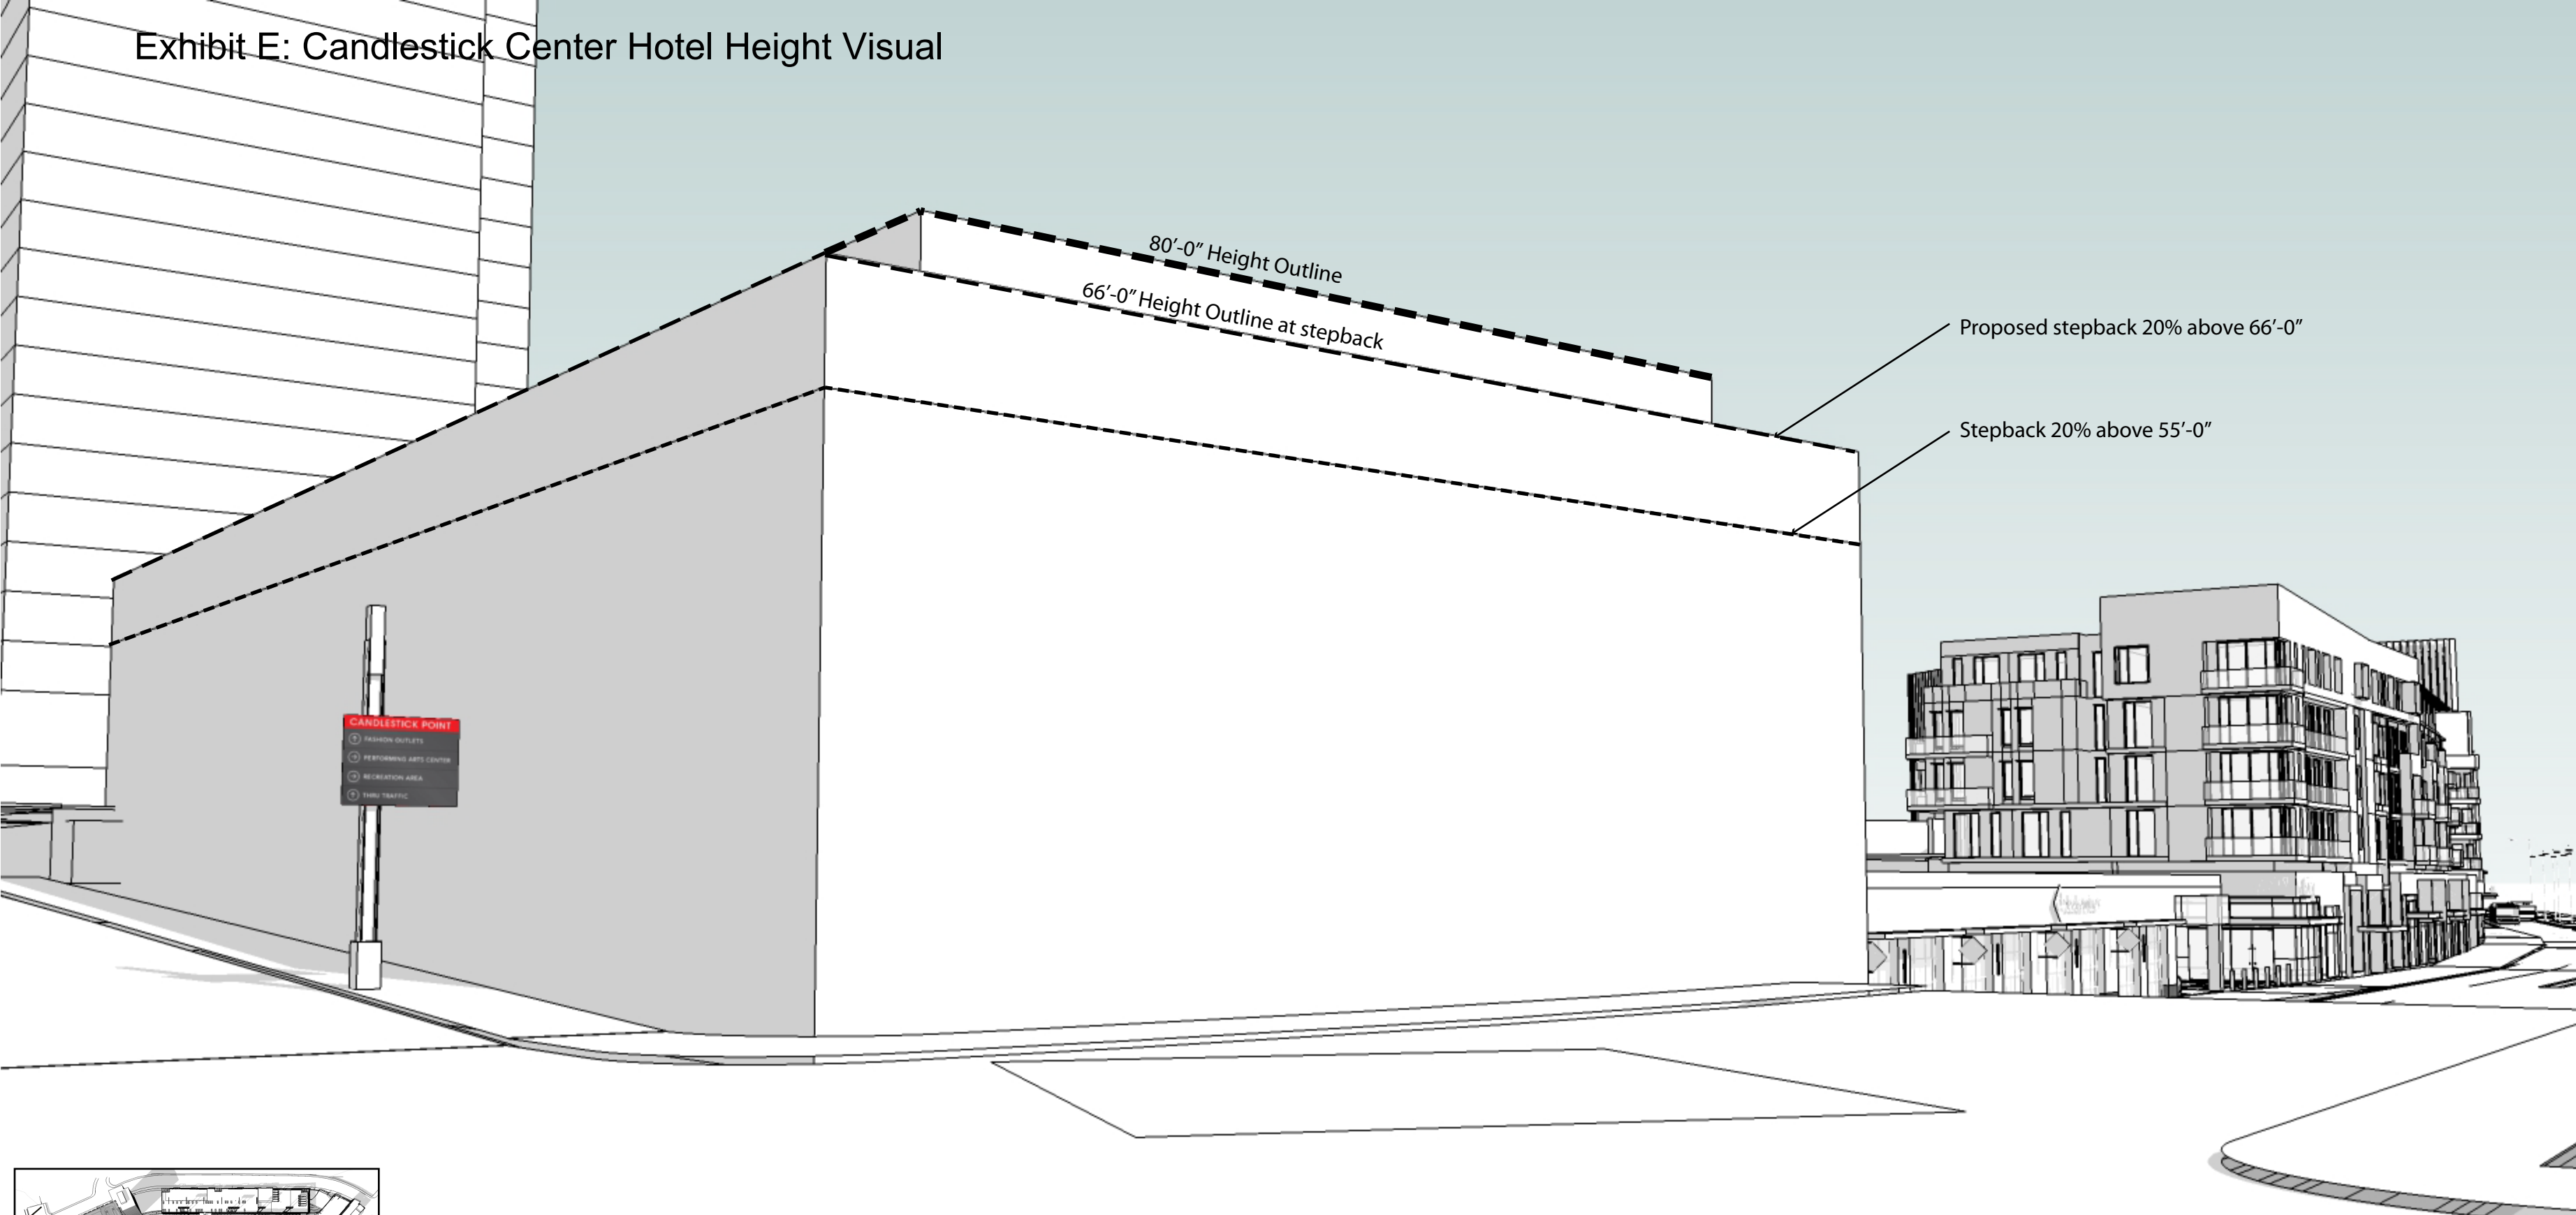 Exhibit E: Candlestick Center Hotel Height Visual
80’-0” Height Outline
66’-0” Height Outline at stepback
Proposed stepback 20% above 66’-0”
Stepback 20% above 55’-0”
CANDLESTICK POINT
FASHION OUTLETS
PERFORMING ARTS CENTER
RECREATION AREA
THRU TRAFFIC